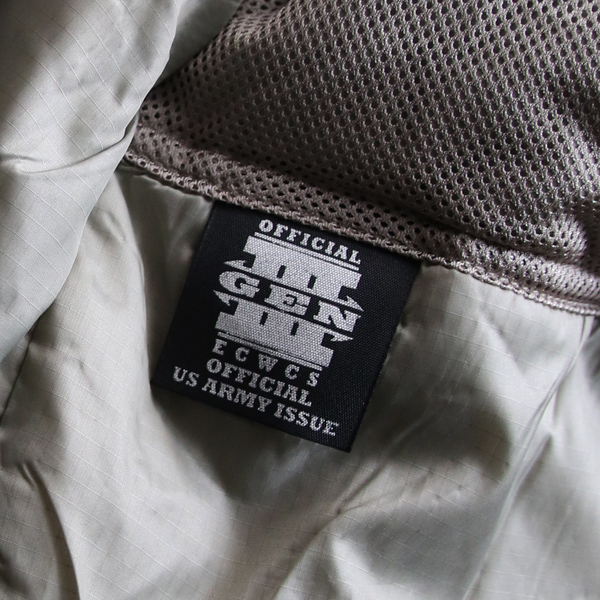 OFFICIAL
III
GEN
III
ECWCS
OFFICIAL
US ARMY ISSUE